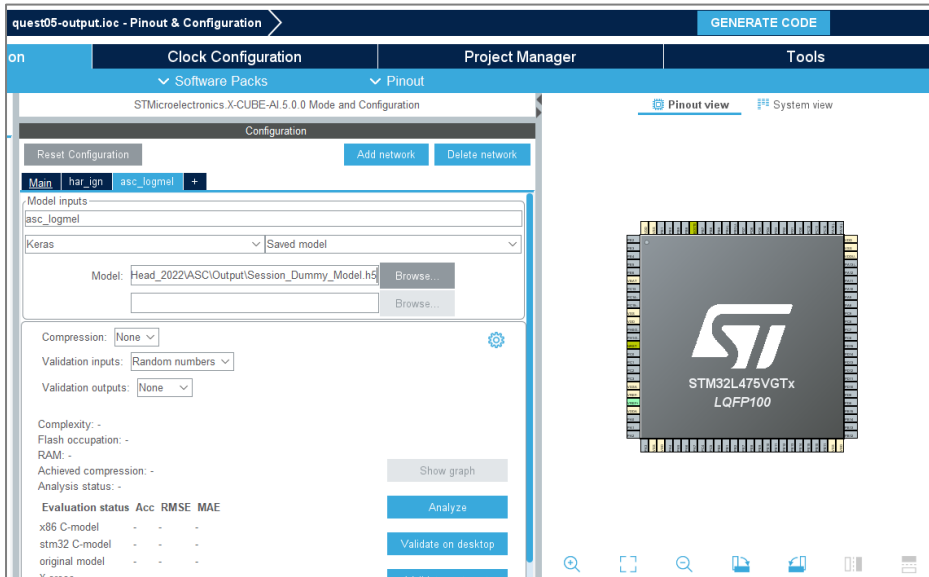 quest05-output.ioc - Pinout & Configuration
GENERATE CODE
on
Clock Configuration
Project Manager
Tools
Software Packs
Pinout
STMicroelectronics.X-CUBE-AI.5.0.0 Mode and Configuration
Pinout view
System view
Configuration
Reset Configuration
Add network
Delete network
Main
har_ign
asc_logmel
+
Model inputs
asc_logmel
Keras
Saved model
Model:
Head_2022\ASC\Output\Session_Dummy_Model.h5
Browse...
Browse...
Compression:
None
Validation inputs:
Random numbers
Validation outputs:
None
Complexity: -
Flash occupation: -
RAM: -
Achieved compression: -
Analysis status: -
Show graph
Evaluation status Acc RMSE MAE
Analyze
x86 C-model - - -
stm32 C-model - - -
Validate on desktop
original model - - -
ST
STM32L475VGTx
LQFP100